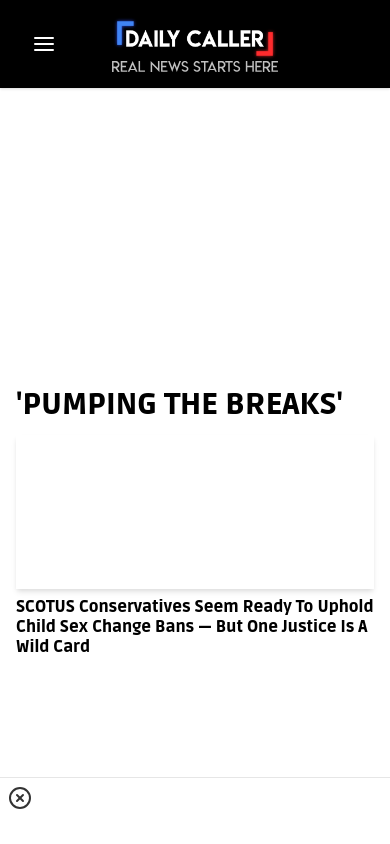 DAILY CALLER
REAL NEWS STARTS HERE
'PUMPING THE BREAKS'
SCOTUS Conservatives Seem Ready To Uphold
Child Sex Change Bans — But One Justice Is A
Wild Card